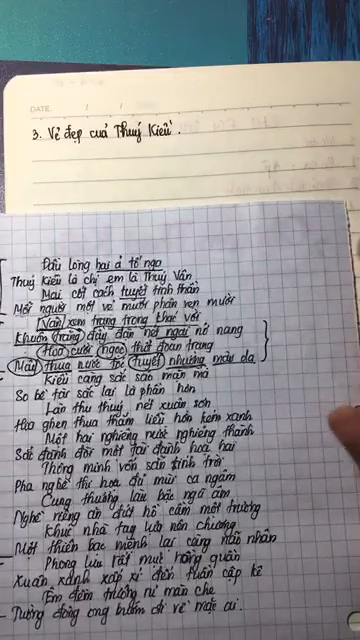 DATE: / /
3. Vẻ đẹp của Thuý Kiều.
Đầu lòng hai ả tố nga
Thuý Kiều là chị em là Thuý Vân
Mai cốt cách tuyết tinh thần
Mỗi người một vẻ mười phân vẹn mười
Vân xem trang trọng khác vời
Khuôn trăng đầy đặn nét ngài nở nang
Hoa cười ngọc thốt đoan trang
Mây thua nước tóc tuyết nhường màu da
Kiều càng sắc sảo mặn mà
So bề tài sắc lại là phần hơn
Làn thu thuỷ nét xuân sơn
Hoa ghen thua thắm liễu hờn kém xanh
Một hai nghiêng nước nghiêng thành
Sắc đành đòi một tài đành hoạ hai
Thông minh vốn sẵn tính trời
Pha nghề thi hoạ đủ mùi ca ngâm
Cung thương lầu bậc ngũ âm
Nghề riêng ăn đứt hồ cầm một trương
Khúc nhà tay lựa nên chương
Một thiên bạc mệnh lại càng não nhân
Phong lưu rất mực hồng quần
Xuân xanh xấp xỉ tới tuần cập kê
Êm đềm trướng rủ màn che
Tường đông ong bướm đi về mặc ai.